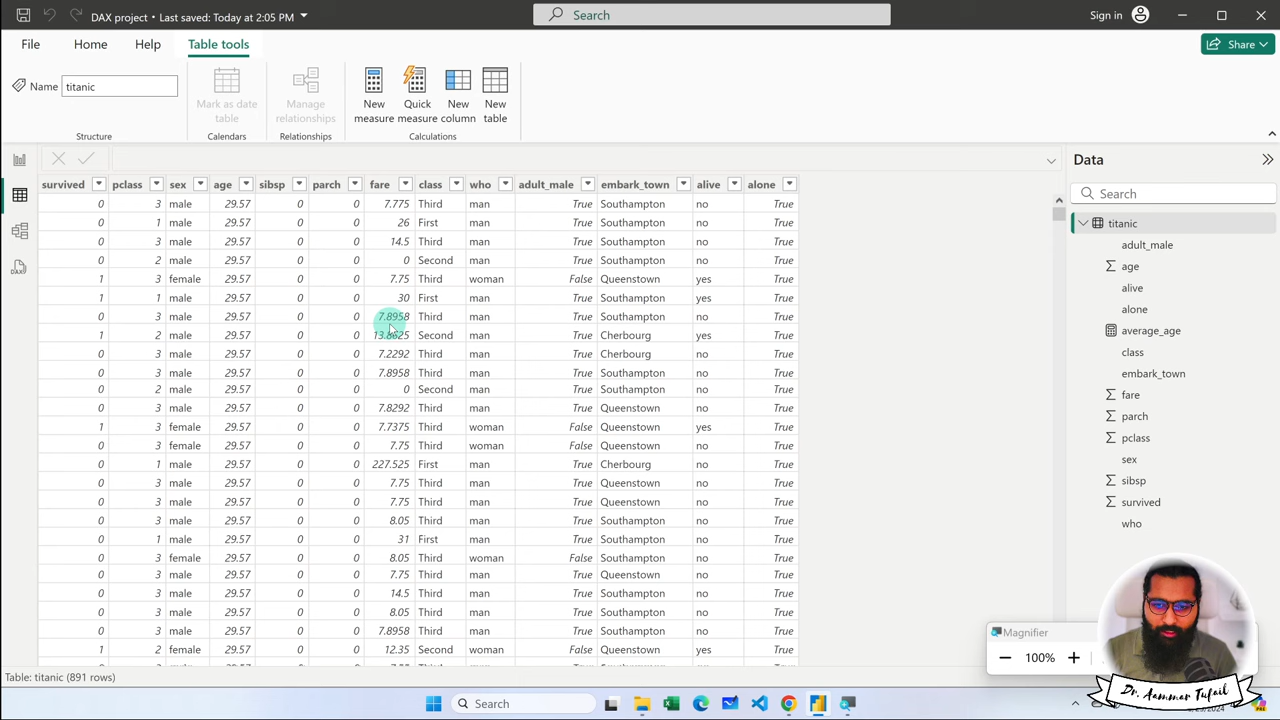 DAX project • Last saved: Today at 2:05 PM
Search
Sign in
File Home Help Table tools
Share
Name titanic
Mark as date table
Manage relationships
New measure
Quick measure
New column
New table
Structure Calendars Relationships Calculations
survived pclass sex age sibsp parch fare class who adult_male embark_town alive alone
0 3 male 29.57 0 0 7.775 Third man True Southampton no True
0 1 male 29.57 0 0 26 First man True Southampton no True
0 3 male 29.57 0 0 14.5 Third man True Southampton no True
0 2 male 29.57 0 0 0 Second man True Southampton no True
1 3 female 29.57 0 0 7.75 Third woman False Queenstown yes True
1 1 male 29.57 0 0 30 First man True Southampton yes True
0 3 male 29.57 0 0 7.8958 Third man True Southampton no True
1 2 male 29.57 0 0 Second man True Cherbourg yes True
0 3 male 29.57 0 0 7.2292 Third man True Cherbourg no True
0 3 male 29.57 0 0 7.8958 Third man True Southampton no True
0 2 male 29.57 0 0 0 Second man True Southampton no True
0 3 male 29.57 0 0 7.8292 Third man True Queenstown no True
1 3 female 29.57 0 0 7.7375 Third woman False Queenstown yes True
0 3 female 29.57 0 0 7.75 Third woman False Queenstown no True
0 1 male 29.57 0 0 227.525 First man True Cherbourg no True
0 3 male 29.57 0 0 7.75 Third man True Queenstown no True
0 3 male 29.57 0 0 7.75 Third man True Queenstown no True
0 3 male 29.57 0 0 8.05 Third man True Southampton no True
0 1 male 29.57 0 0 31 First man True Southampton no True
0 3 female 29.57 0 0 8.05 Third woman False Southampton no True
0 3 male 29.57 0 0 7.75 Third man True Queenstown no True
0 3 male 29.57 0 0 14.5 Third man True Southampton no True
0 3 male 29.57 0 0 8.05 Third man True Southampton no True
0 3 male 29.57 0 0 7.8958 Third man True Southampton no True
1 2 female 29.57 0 0 12.35 Second woman False Queenstown yes True
Table: titanic (891 rows)
Data
Search
titanic
adult_male
age
alive
alone
average_age
class
embark_town
fare
parch
pclass
sex
sibsp
survived
who
Magnifier
100%
Dr. Aammar Tufail
Search